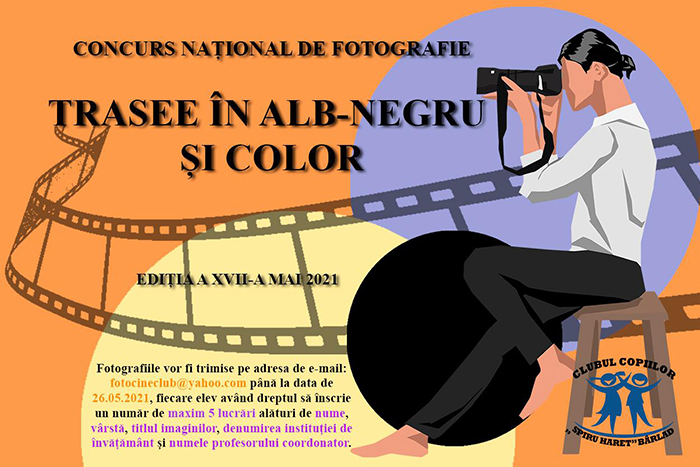 CONCURS NAȚIONAL DE FOTOGRAFIE
TRASEE ÎN ALB-NEGRU
ȘI COLOR
EDIȚIA A XVII-A MAI 2021
Fotografiile vor fi trimise pe adresa de e-mail:
fotocineclub@yahoo.com până la data de
26.05.2021, fiecare elev având dreptul să înscrie
un număr de maxim 5 lucrări alături de nume,
vârstă, titlul imaginilor, denumirea instituției de
învățământ și numele profesorului coordonator.
CLUBUL COPIILOR
„SPIRU HARET” BÂRLAD